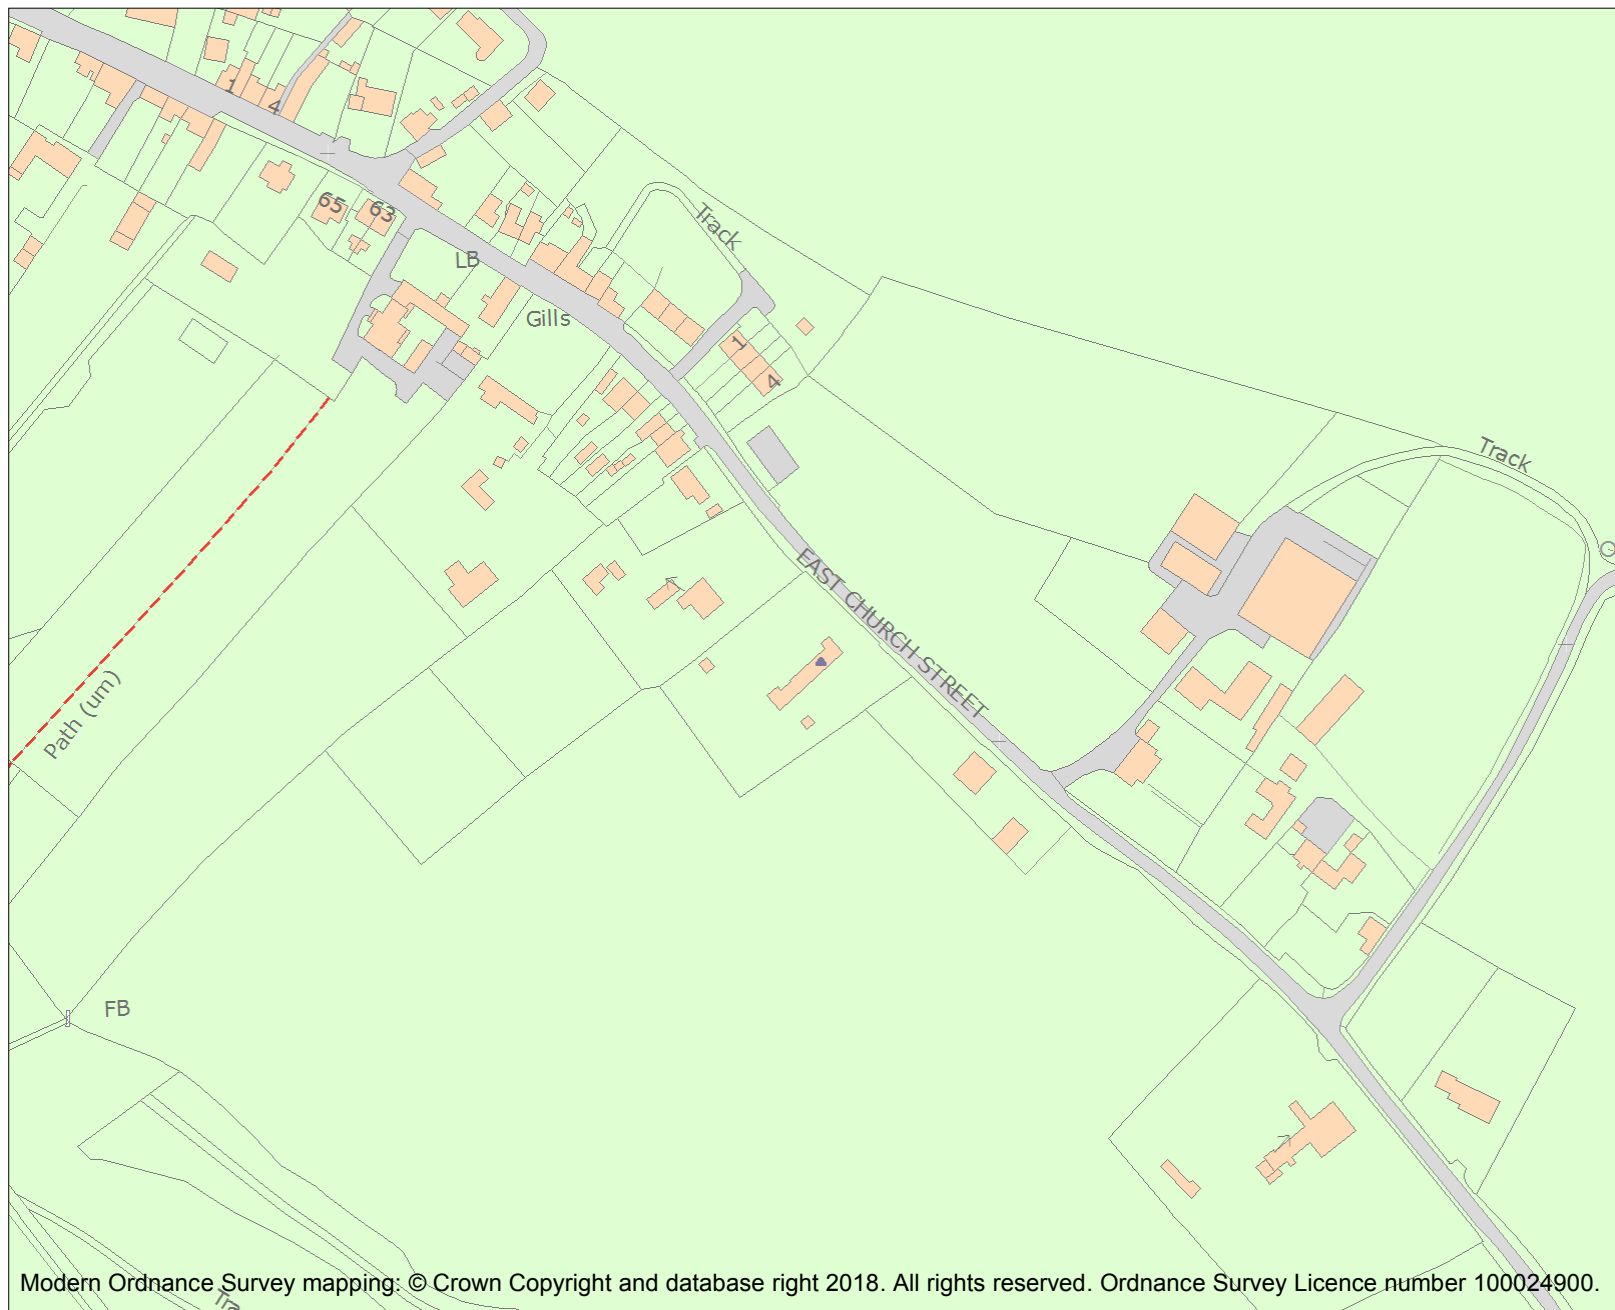 1
4
65
63
Track
LB
Gills
1
4
Track
EAST CHURCH STREET
Path (um)
FB
Modern Ordnance Survey mapping: © Crown Copyright and database right 2018. All rights reserved. Ordnance Survey Licence number 100024900.